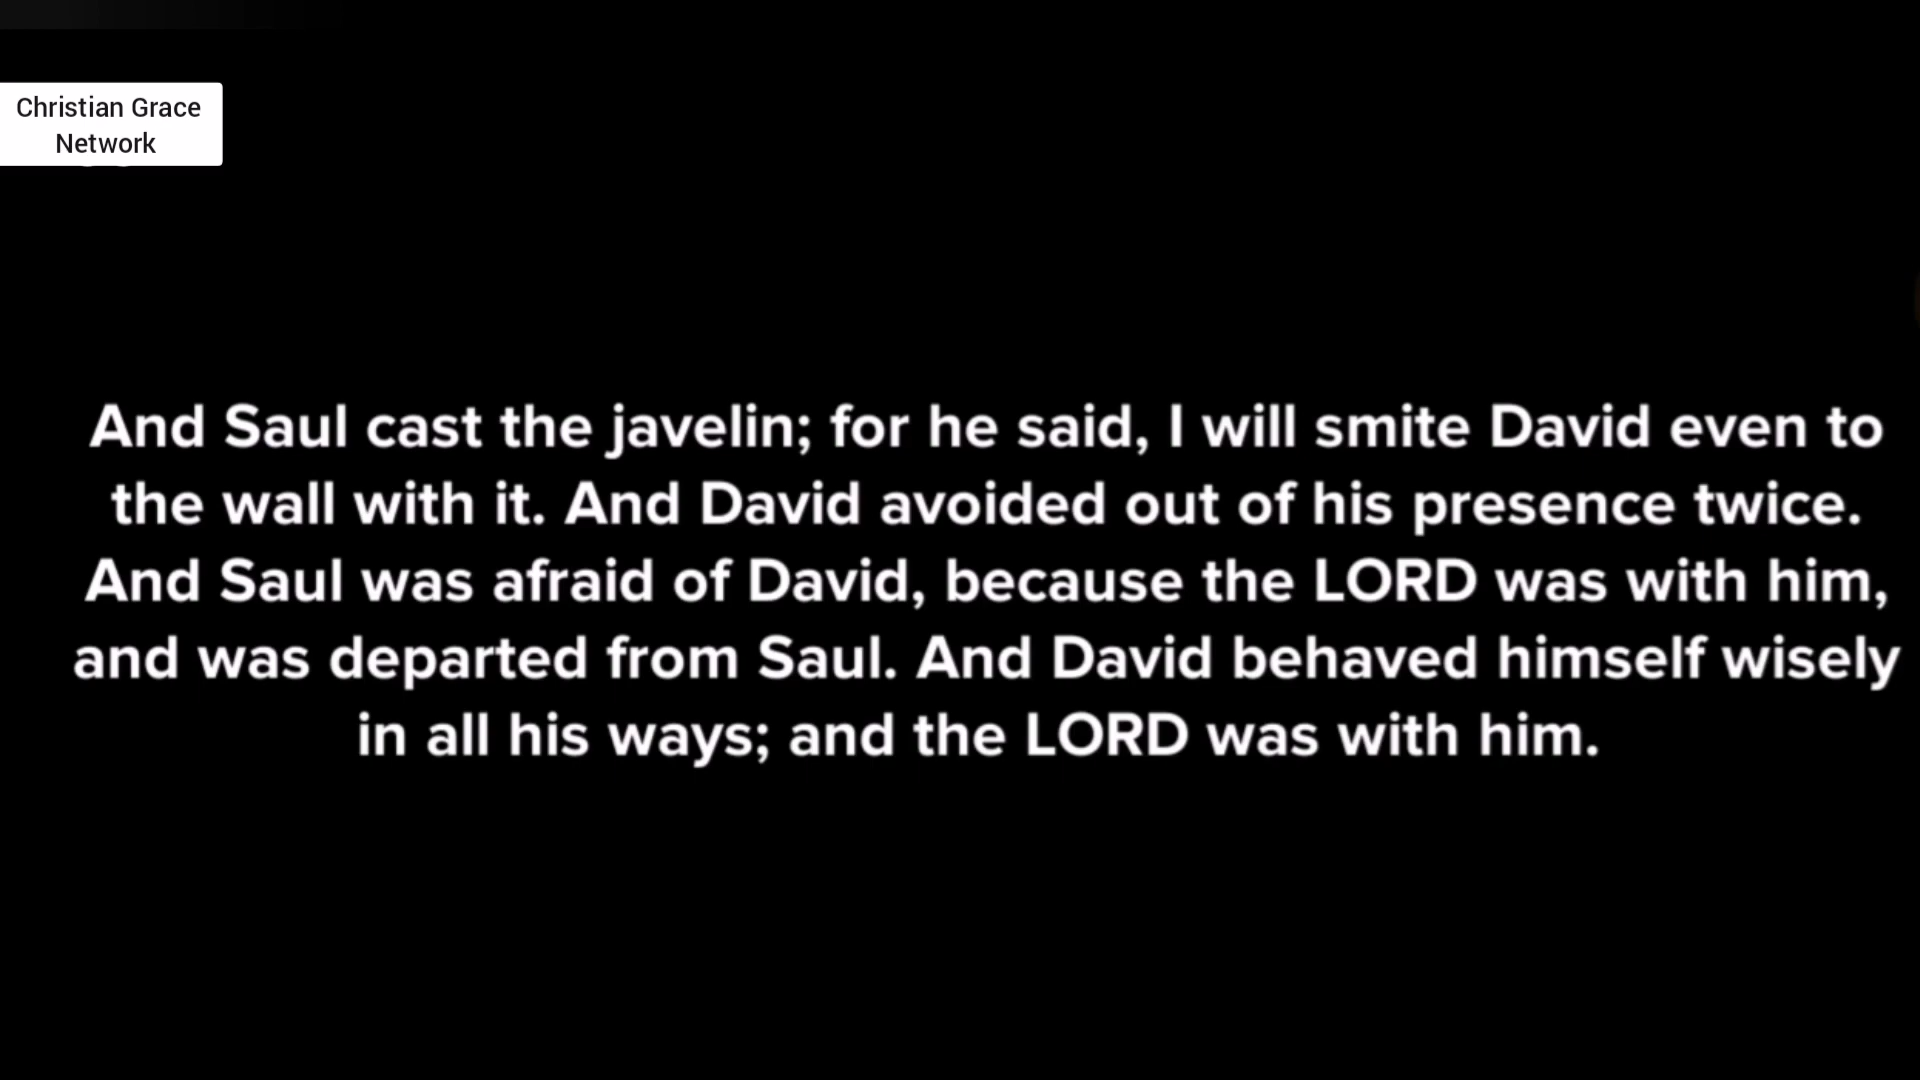 Christian Grace
Network
And Saul cast the javelin; for he said, I will smite David even to
the wall with it. And David avoided out of his presence twice.
And Saul was afraid of David, because the LORD was with him,
and was departed from Saul. And David behaved himself wisely
in all his ways; and the LORD was with him.